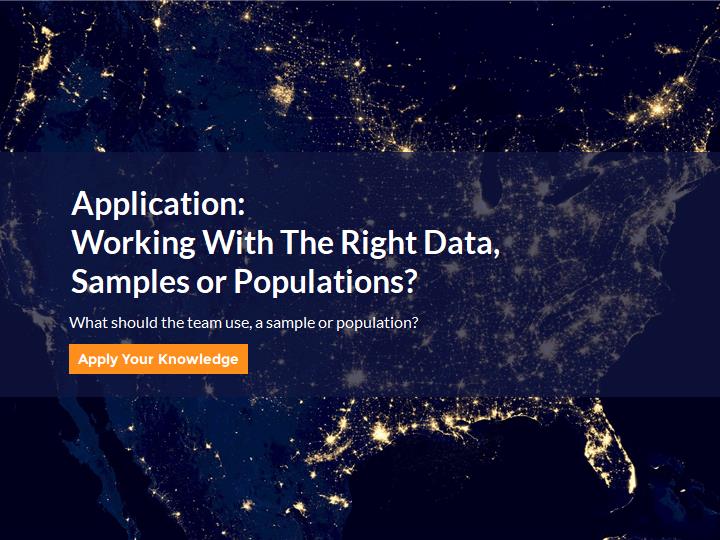 Application:
Working With The Right Data,
Samples or Populations?
What should the team use, a sample or population?
Apply Your Knowledge